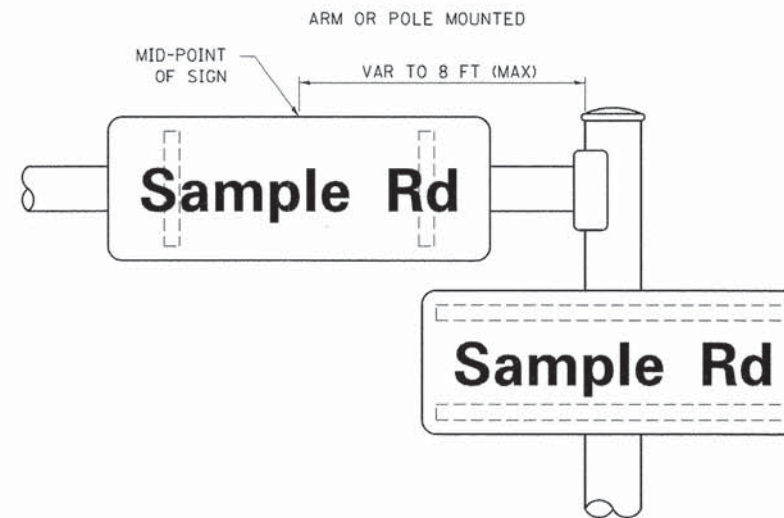 ARM OR POLE MOUNTED
MID-POINT
OF SIGN
VAR TO 8 FT (MAX)
Sample Rd
Sample Rd